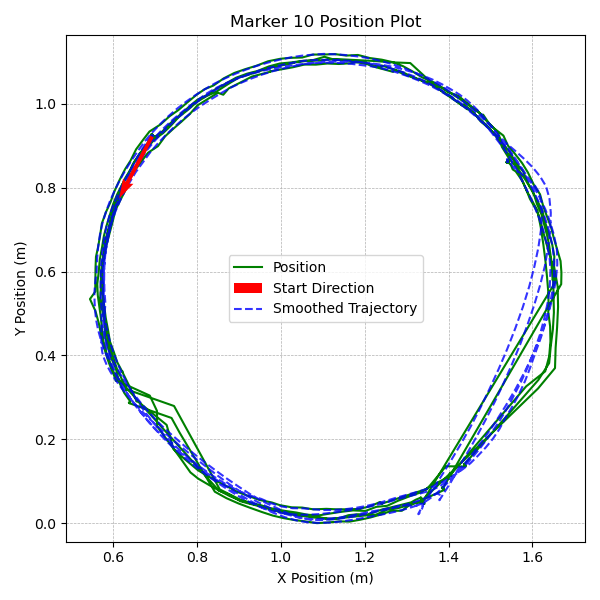 Marker 10 Position Plot
Y Position (m)
1.0
0.8
0.6
0.4
0.2
0.0
Position
Start Direction
Smoothed Trajectory
0.6 0.8 1.0 1.2 1.4 1.6
X Position (m)